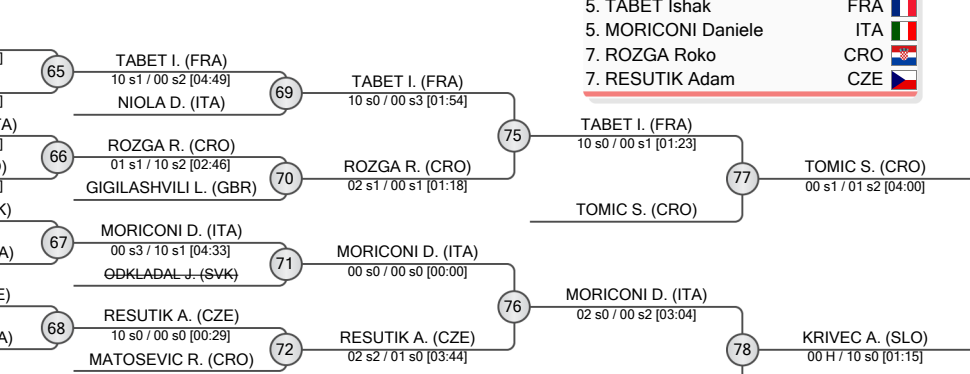 5. TABET Ishak FRA
5. MORICONI Daniele ITA
7. ROZGA Roko CRO
7. RESUTIK Adam CZE
65
TABET I. (FRA)
10 s1 / 00 s2 [04:49]
NIOLA D. (ITA)
69
TABET I. (FRA)
10 s0 / 00 s3 [01:54]
66
ROZGA R. (CRO)
01 s1 / 10 s2 [02:46]
GIGILASHVILI L. (GBR)
70
ROZGA R. (CRO)
02 s1 / 00 s1 [01:18]
75
TABET I. (FRA)
10 s0 / 00 s1 [01:23]
TOMIC S. (CRO)
77
TOMIC S. (CRO)
00 s1 / 01 s2 [04:00]
67
MORICONI D. (ITA)
00 s3 / 10 s1 [04:33]
ODKLADAL J. (SVK)
71
MORICONI D. (ITA)
00 s0 / 00 s0 [00:00]
68
RESUTIK A. (CZE)
10 s0 / 00 s0 [00:29]
MATOSEVIC R. (CRO)
72
RESUTIK A. (CZE)
02 s2 / 01 s0 [03:44]
76
MORICONI D. (ITA)
02 s0 / 00 s2 [03:04]
78
KRIVEC A. (SLO)
00 H / 10 s0 [01:15]